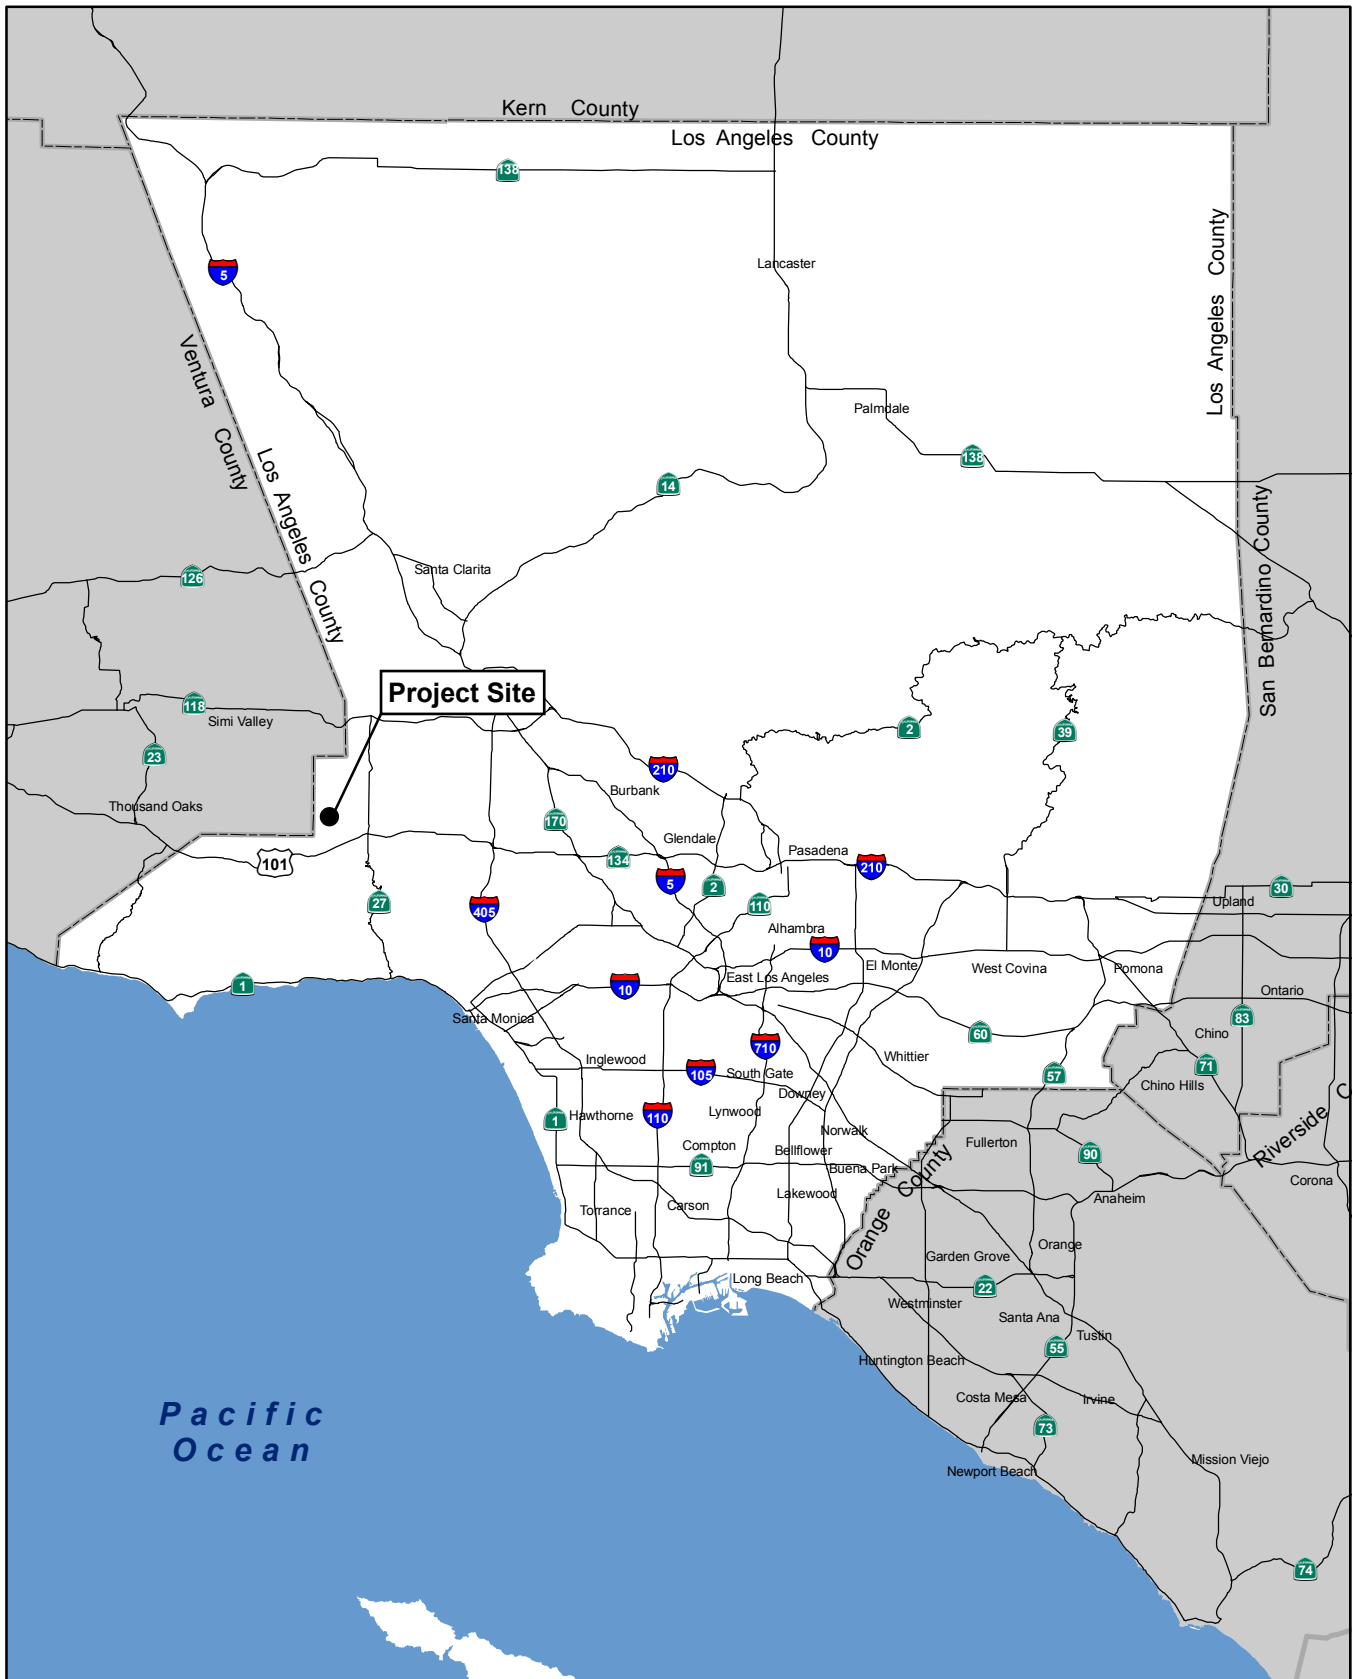 Kern County
Los Angeles County
138
Los Angeles County
Lancaster
5
Ventura County
Palmdale
Los Angeles County
138
14
San Bernardino County
Santa Clarita
126
Project Site
118
Simi Valley
2
39
23
210
Burbank
Thousand Oaks
170
Glendale
134
Pasadena
101
210
5
2
30
27
405
110
Upland
Alhambra
10
El Monte
West Covina
Pomona
East Los Angeles
1
10
Ontario
Santa Monica
83
60
Chino
710
Inglewood
Whittier
71
105
South Gate
57
Chino Hills
Downey
1
Hawthorne
110
Lynwood
Norwalk
Riverside C
Compton
Fullerton
Bellflower
90
91
Buena Park
Orange County
Corona
Lakewood
Anaheim
Torrance
Carson
Orange
Garden Grove
Long Beach
22
Westminster
Santa Ana
Tustin
55
Huntington Beach
Costa Mesa
Irvine
Pacific
Ocean
73
Mission Viejo
Newport Beach
74